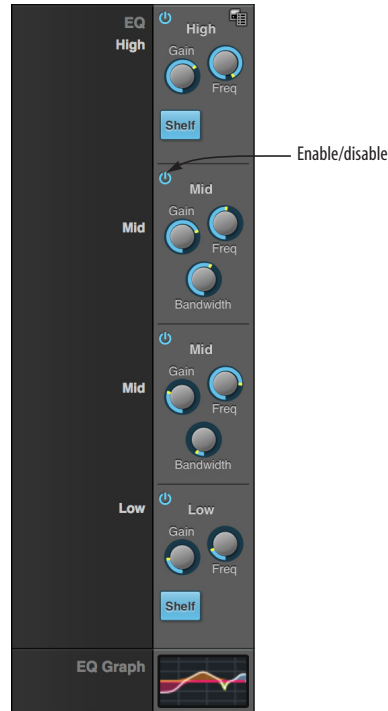 EQ
High
High
Gain
Freq
Shelf
Enable/disable
Mid
Gain
Mid
Freq
Bandwidth
Mid
Gain
Mid
Freq
Bandwidth
Low
Low
Gain
Freq
Shelf
EQ Graph